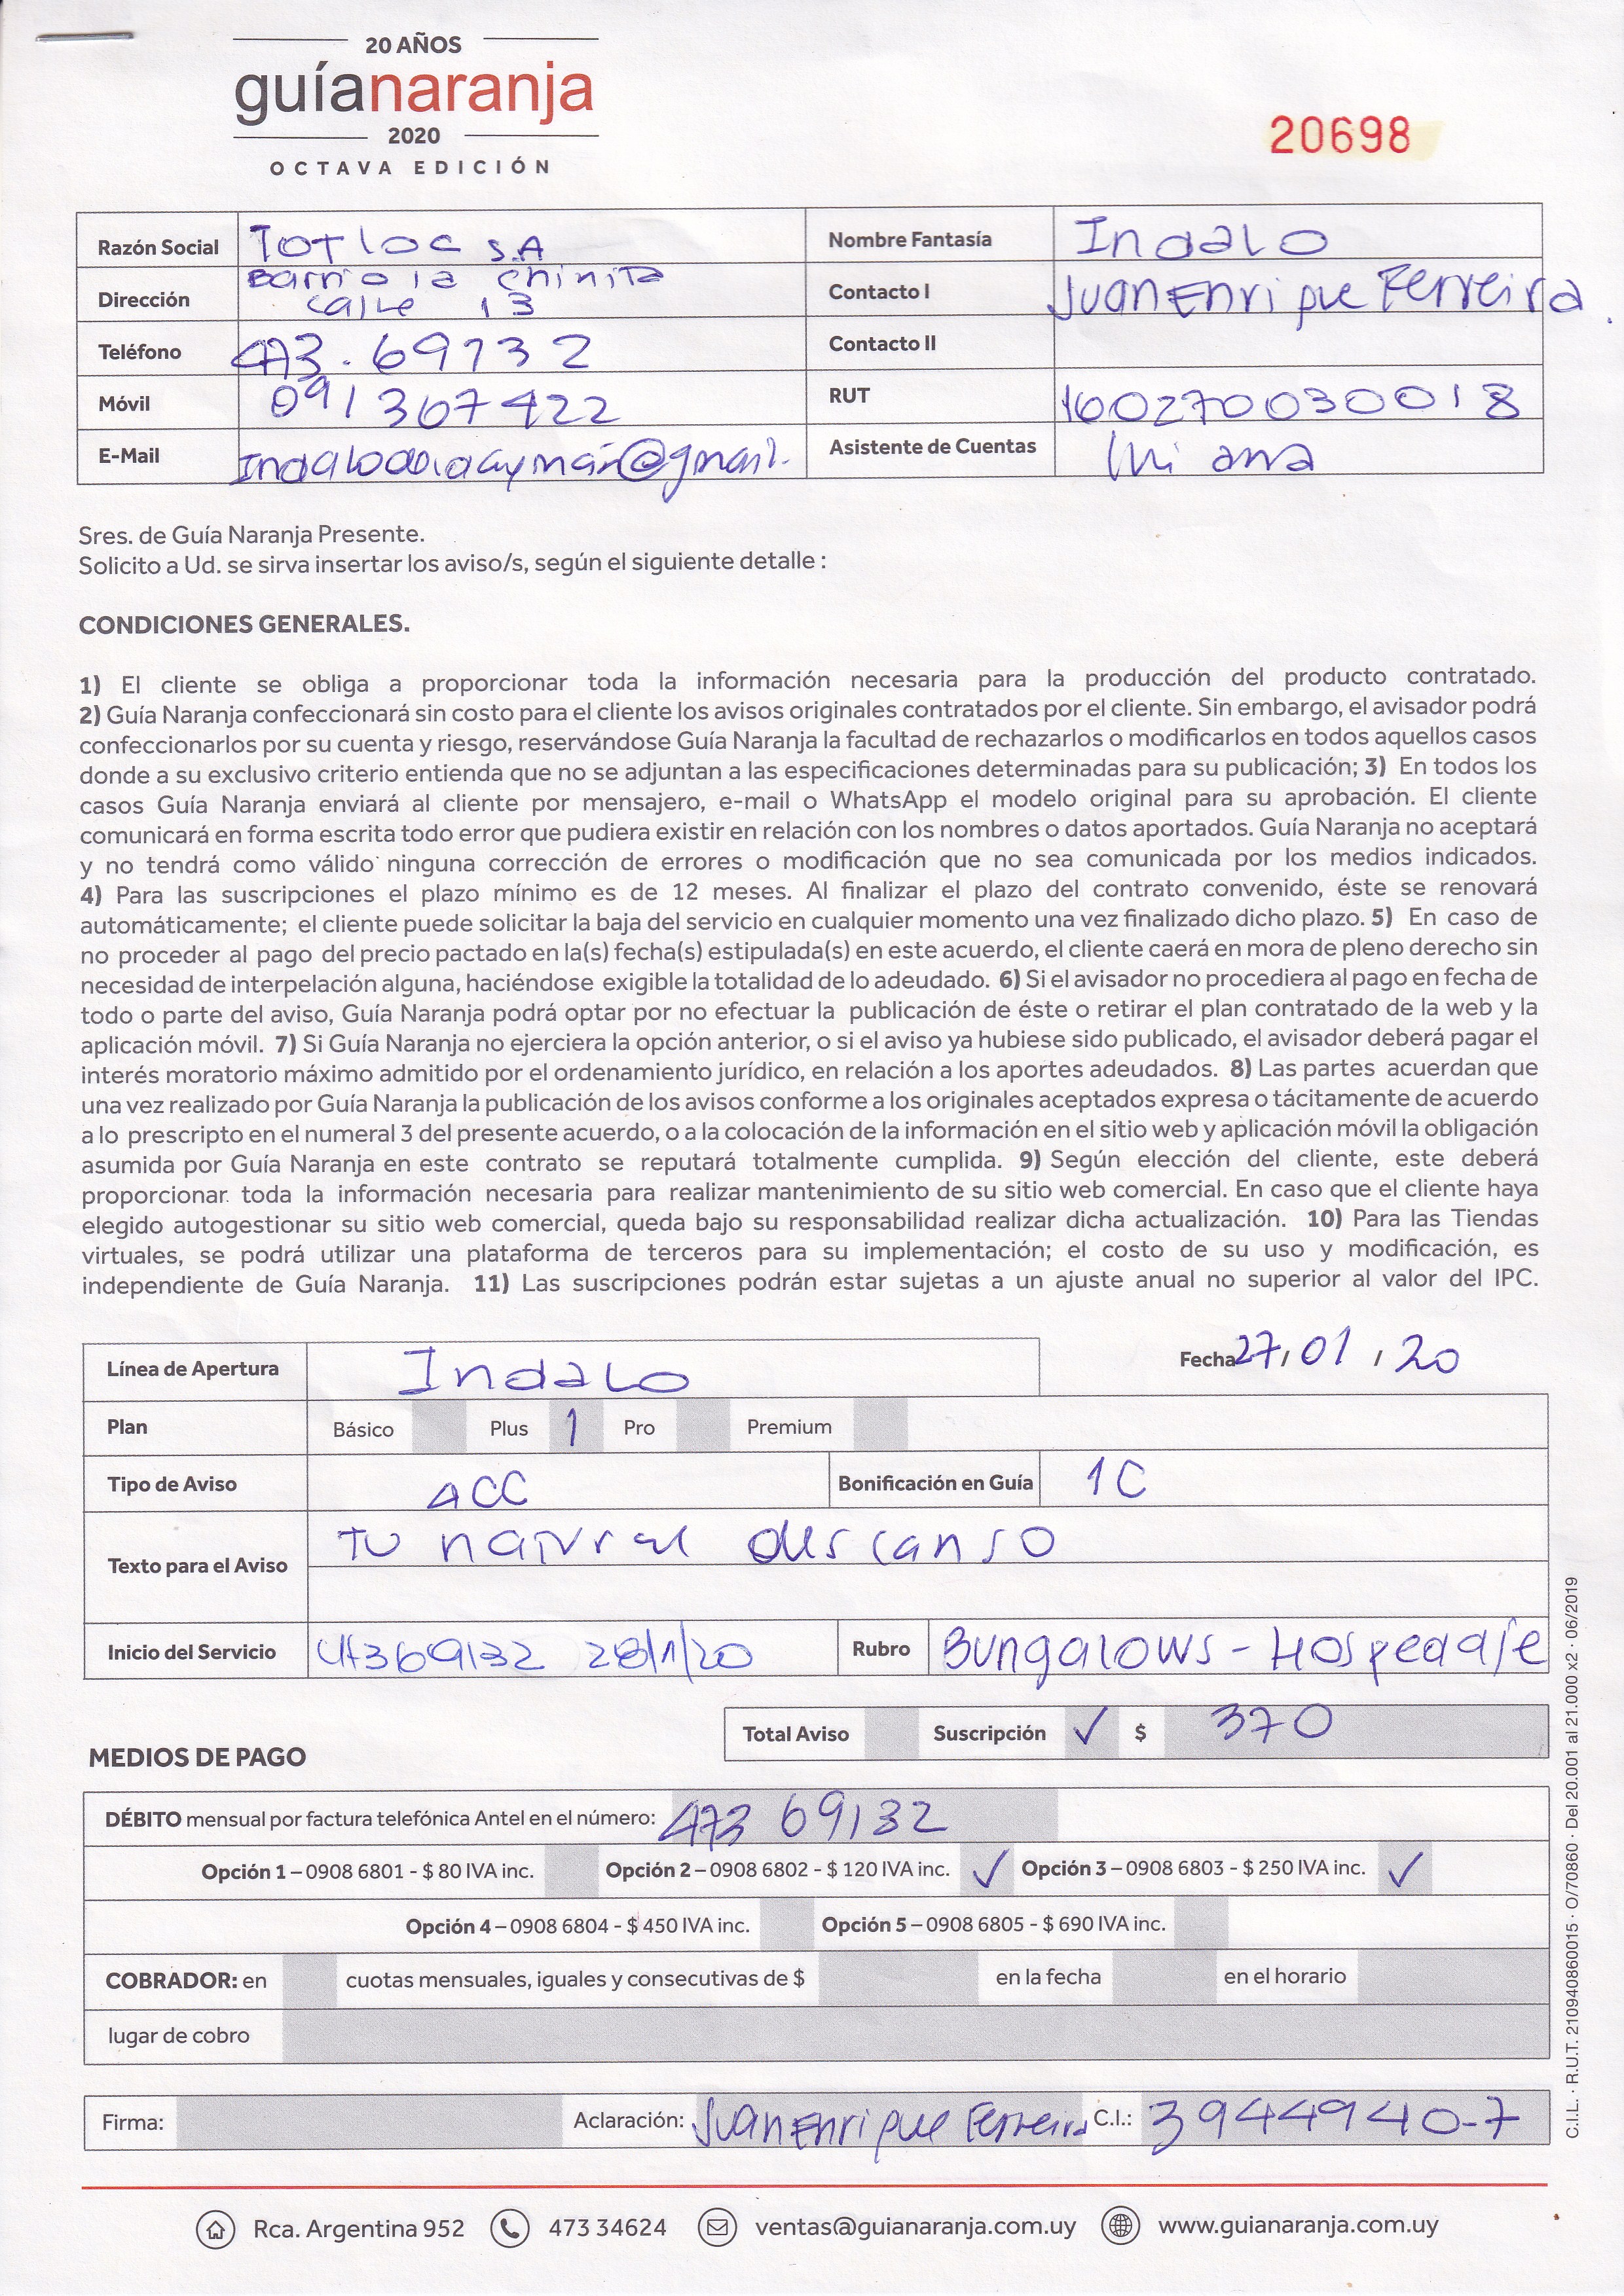 20 AÑOS
guíanaranja
2020
OCTAVA EDICIÓN
20698
Razón Social TOTLOC S.A Nombre Fantasía Indalo
Dirección Barrio la chinita calle 13 Contacto I Juan Enrique Ferreira
Teléfono 473.69132 Contacto II
Móvil 091307422 RUT 160270030018
E-Mail @gmail. Asistente de Cuentas
Sres. de Guía Naranja Presente.
Solicito a Ud. se sirva insertar los aviso/s, según el siguiente detalle :
CONDICIONES GENERALES.
1) El cliente se obliga a proporcionar toda la información necesaria para la producción del producto contratado.
2) Guía Naranja confeccionará sin costo para el cliente los avisos originales contratados por el cliente. Sin embargo, el avisador podrá
confeccionarlos por su cuenta y riesgo, reservándose Guía Naranja la facultad de rechazarlos o modificarlos en todos aquellos casos
donde a su exclusivo criterio entienda que no se adjuntan a las especificaciones determinadas para su publicación; 3) En todos los
casos Guía Naranja enviará al cliente por mensajero, e-mail o WhatsApp el modelo original para su aprobación. El cliente
comunicará en forma escrita todo error que pudiera existir en relación con los nombres o datos aportados. Guía Naranja no aceptará
y no tendrá como válido ninguna corrección de errores o modificación que no sea comunicada por los medios indicados.
4) Para las suscripciones el plazo mínimo es de 12 meses. Al finalizar el plazo del contrato convenido, éste se renovará
automáticamente; el cliente puede solicitar la baja del servicio en cualquier momento una vez finalizado dicho plazo. 5) En caso de
no proceder al pago del precio pactado en la(s) fecha(s) estipulada(s) en este acuerdo, el cliente caerá en mora de pleno derecho sin
necesidad de interpelación alguna, haciéndose exigible la totalidad de lo adeudado. 6) Si el avisador no procediera al pago en fecha de
todo o parte del aviso, Guía Naranja podrá optar por no efectuar la publicación de éste o retirar el plan contratado de la web y la
aplicación móvil. 7) Si Guía Naranja no ejerciera la opción anterior, o si el aviso ya hubiese sido publicado, el avisador deberá pagar el
interés moratorio máximo admitido por el ordenamiento jurídico, en relación a los aportes adeudados. 8) Las partes acuerdan que
una vez realizado por Guía Naranja la publicación de los avisos conforme a los originales aceptados expresa o tácitamente de acuerdo
a lo prescripto en el numeral 3 del presente acuerdo, o a la colocación de la información en el sitio web y aplicación móvil la obligación
asumida por Guía Naranja en este contrato se reputará totalmente cumplida. 9) Según elección del cliente, este deberá
proporcionar toda la información necesaria para realizar mantenimiento de su sitio web comercial. En caso que el cliente haya
elegido autogestionar su sitio web comercial, queda bajo su responsabilidad realizar dicha actualización. 10) Para las Tiendas
virtuales, se podrá utilizar una plataforma de terceros para su implementación; el costo de su uso y modificación, es
independiente de Guía Naranja. 11) Las suscripciones podrán estar sujetas a un ajuste anual no superior al valor del IPC.
Línea de Apertura Indalo Fecha 27/01/20
Plan Básico Plus 1 Pro Premium
Tipo de Aviso ACC Bonificación en Guía 1C
Texto para el Aviso Tu natural descanso
Inicio del Servicio 47369132 28/1/20 Rubro Bungalows - Hospedaje
Total Aviso Suscripción ✓ $ 370
MEDIOS DE PAGO
DÉBITO mensual por factura telefónica Antel en el número: 473 69132
Opción 1 – 0908 6801 - $ 80 IVA inc. Opción 2 – 0908 6802 - $ 120 IVA inc. ✓ Opción 3 – 0908 6803 - $ 250 IVA inc. ✓
Opción 4 – 0908 6804 - $ 450 IVA inc. Opción 5 – 0908 6805 - $ 690 IVA inc.
COBRADOR: en cuotas mensuales, iguales y consecutivas de $ en la fecha en el horario
lugar de cobro
Firma: Aclaración: Juan Enrique Ferreira C.I.: 3944940-7
Rca. Argentina 952 473 34624 ventas@guianaranja.com.uy www.guianaranja.com.uy
C.I.L. · R.U.T. 210940860015 · O/70860 · Del 20.001 al 21.000 x2 · 06/2019